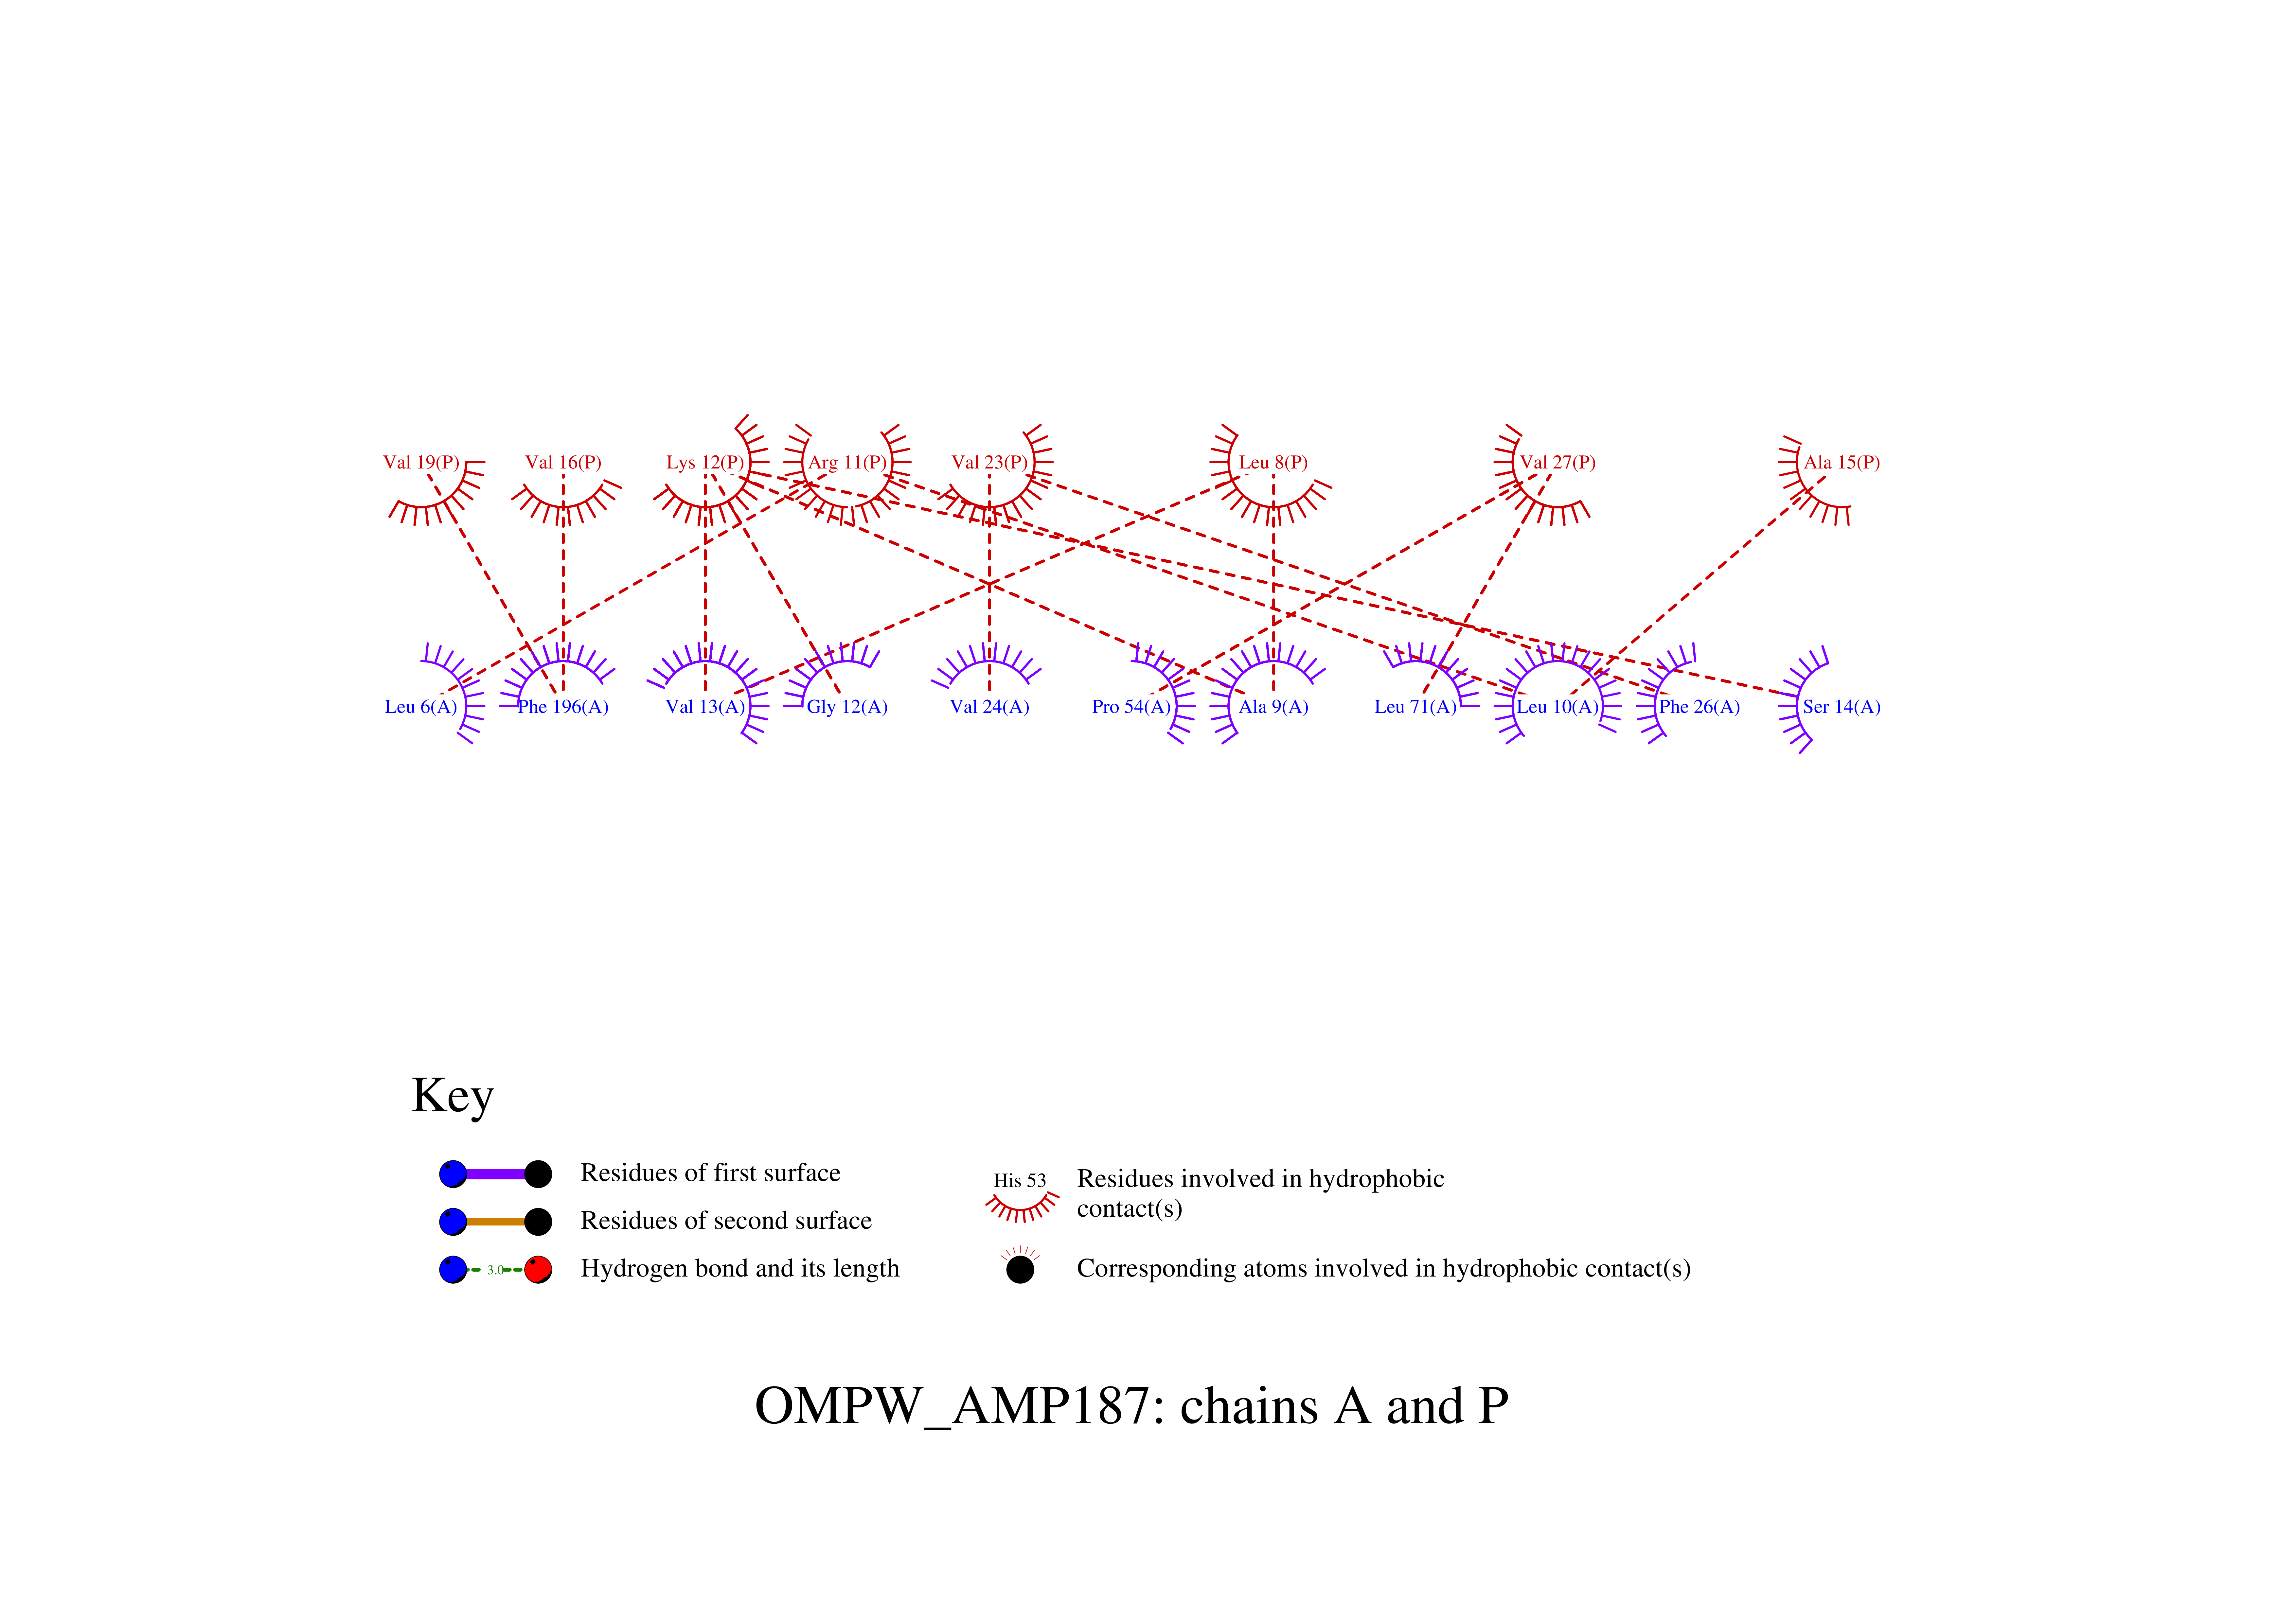 Val 19(P) Val 16(P) Lys 12(P) Arg 11(P) Val 23(P) Leu 8(P) Val 27(P) Ala 15(P)
Leu 6(A) Phe 196(A) Val 13(A) Gly 12(A) Val 24(A) Pro 54(A) Ala 9(A) Leu 71(A) Leu 10(A) Phe 26(A) Ser 14(A)
Key
Residues of first surface
Residues of second surface
3.0 Hydrogen bond and its length
His 53 Residues involved in hydrophobic
contact(s)
Corresponding atoms involved in hydrophobic contact(s)
OMPW_AMP187: chains A and P